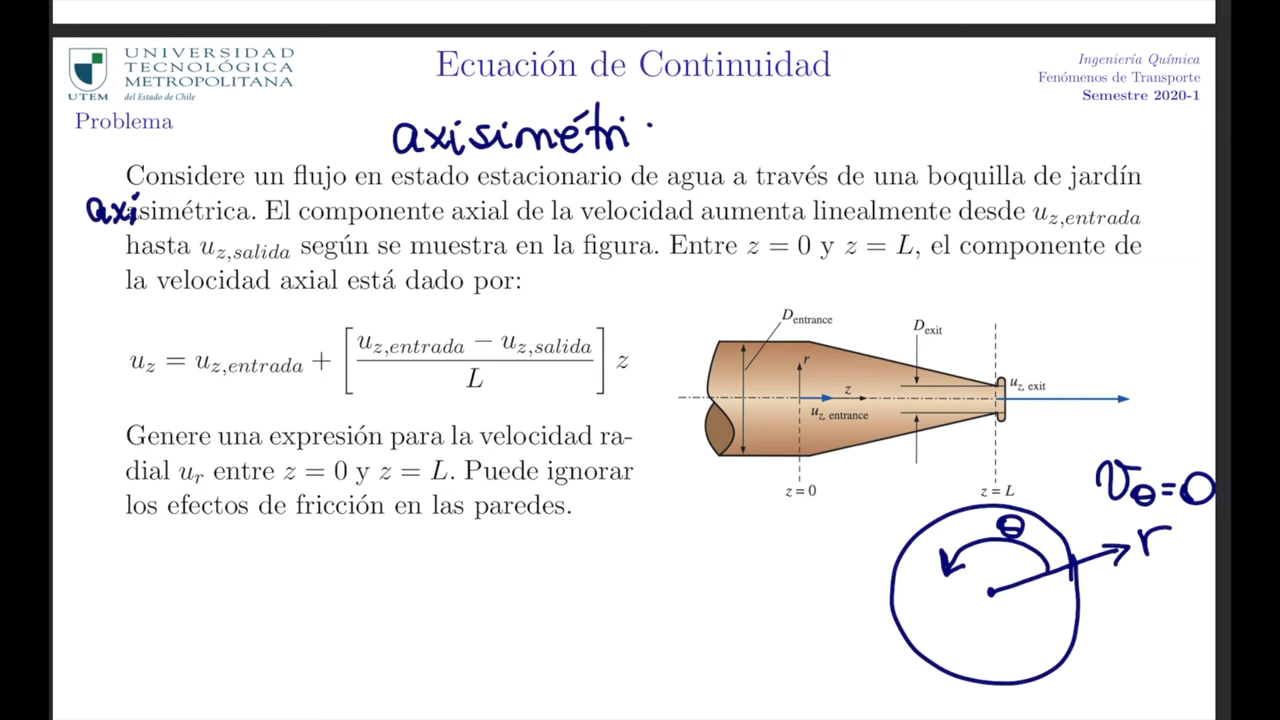 UNIVERSIDAD
TECNOLÓGICA
METROPOLITANA
UTEM
del Estado de Chile
Ecuación de Continuidad
Ingeniería Química
Fenómenos de Transporte
Semestre 2020-1
Problema
axisimétri
Considere un flujo en estado estacionario de agua a través de una boquilla de jardín
axisimétrica. El componente axial de la velocidad aumenta linealmente desde u_{z,entrada}
hasta u_{z,salida} según se muestra en la figura. Entre z = 0 y z = L, el componente de
la velocidad axial está dado por:
u_z = u_{z,entrada} + [(u_{z,entrada} − u_{z,salida}) / L] z
Genere una expresión para la velocidad ra-
dial u_r entre z = 0 y z = L. Puede ignorar
los efectos de fricción en las paredes.
D_{entrance}
D_{exit}
r
z
u_{z, entrance}
u_{z, exit}
z = 0
z = L
V_θ = 0
θ
r